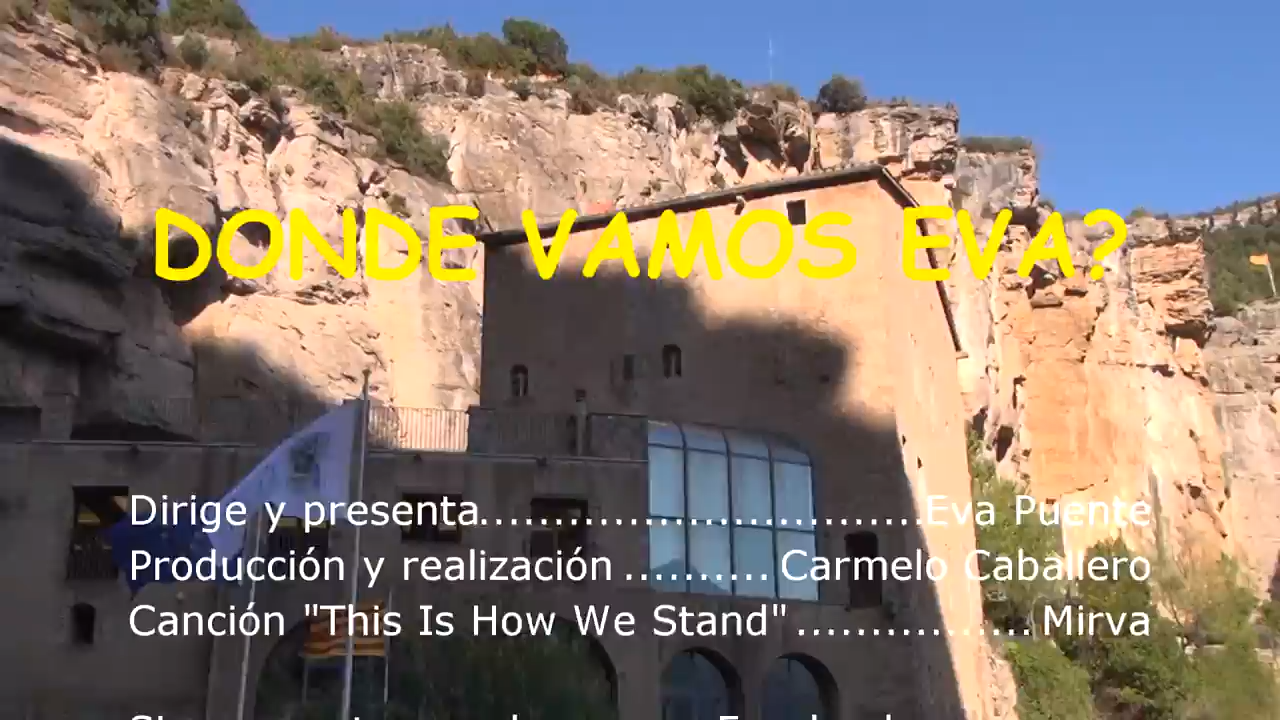 DONDE VAMOS EVA?
Dirige y presenta..............................Eva Puente
Producción y realización .......... Carmelo Caballero
Canción "This Is How We Stand" ................ Mirva